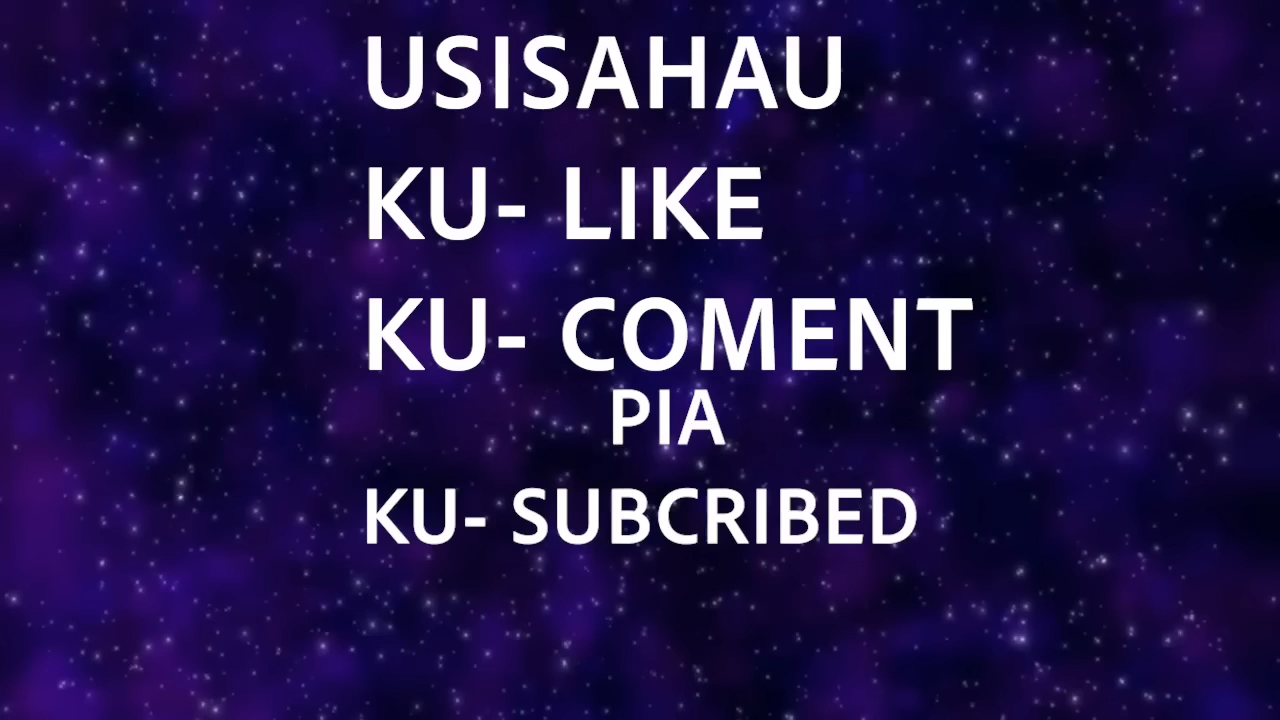 USISAHAU
KU- LIKE
KU- COMENT
PIA
KU- SUBCRIBED